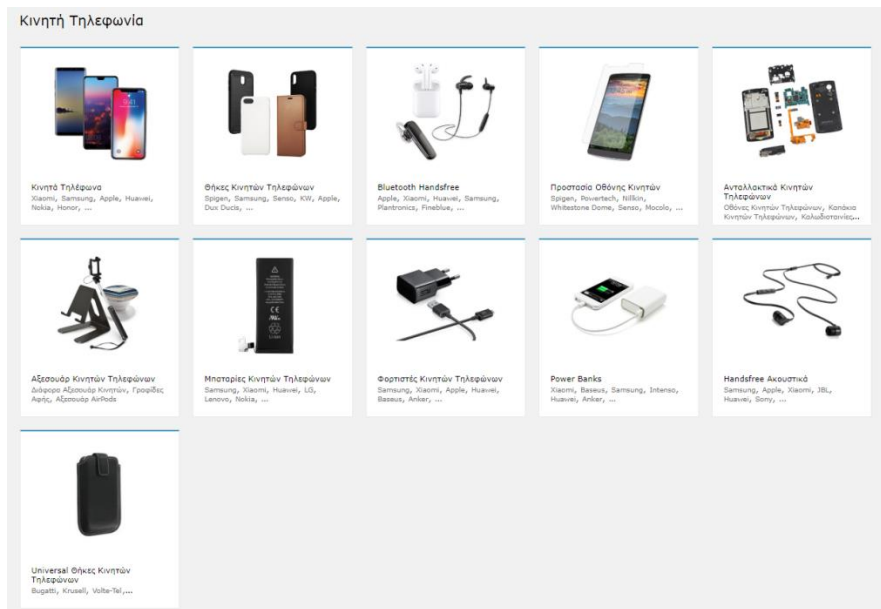 Κινητή Τηλεφωνία
Κινητά Τηλέφωνα
Xiaomi, Samsung, Apple, Huawei,
Nokia, Honor, ...
Θήκες Κινητών Τηλεφώνων
Spigen, Samsung, Senso, KW, Apple,
Dux Ducis, ...
Bluetooth Handsfree
Apple, Xiaomi, Huawei, Samsung,
Plantronics, Fineblue, ...
Προστασία Οθόνης Κινητών
Spigen, Powertech, Nillkin,
Whitestone Dome, Senso, Mocolo, ...
Ανταλλακτικά Κινητών
Τηλεφώνων
Οθόνες Κινητών Τηλεφώνων, Καπάκια
Κινητών Τηλεφώνων, Καλωδιοταινίες,...
Αξεσουάρ Κινητών Τηλεφώνων
Διάφορα Αξεσουάρ Κινητών, Γραφίδες
Αφής, Αξεσουάρ AirPods
Μπαταρίες Κινητών Τηλεφώνων
Samsung, Xiaomi, Huawei, LG,
Lenovo, Nokia, ...
Φορτιστές Κινητών Τηλεφώνων
Samsung, Xiaomi, Apple, Huawei,
Baseus, Anker, ...
Power Banks
Xiaomi, Baseus, Samsung, Intenso,
Huawei, Anker, ...
Handsfree Ακουστικά
Samsung, Apple, Xiaomi, JBL,
Huawei, Sony, ...
Universal Θήκες Κινητών
Τηλεφώνων
Bugatti, Krusell, Volte-Tel,...